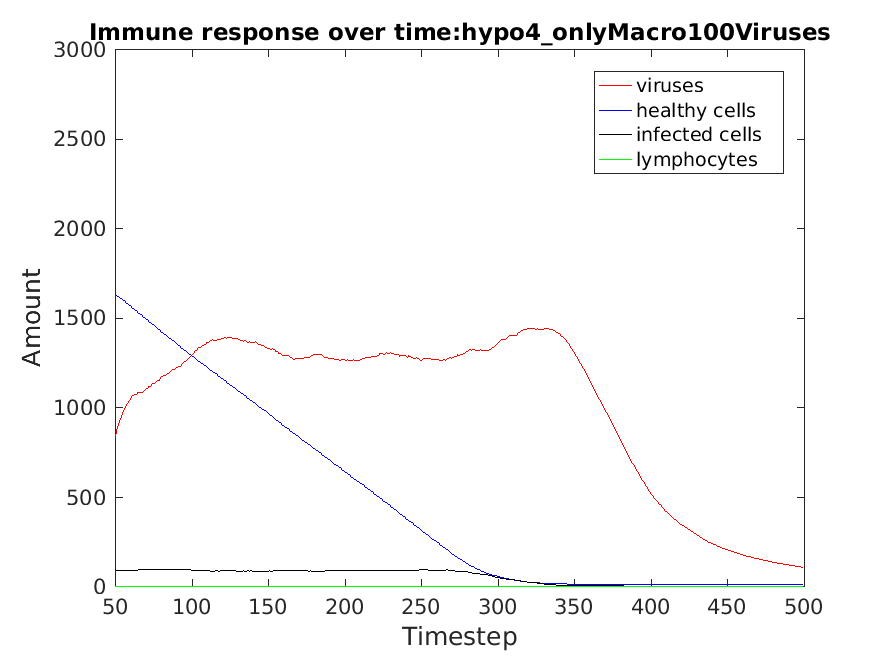 Immune response over time:hypo4_onlyMacro100Viruses
3000
2500
2000
1500
1000
500
0
Amount
viruses
healthy cells
infected cells
lymphocytes
50 100 150 200 250 300 350 400 450 500
Timestep